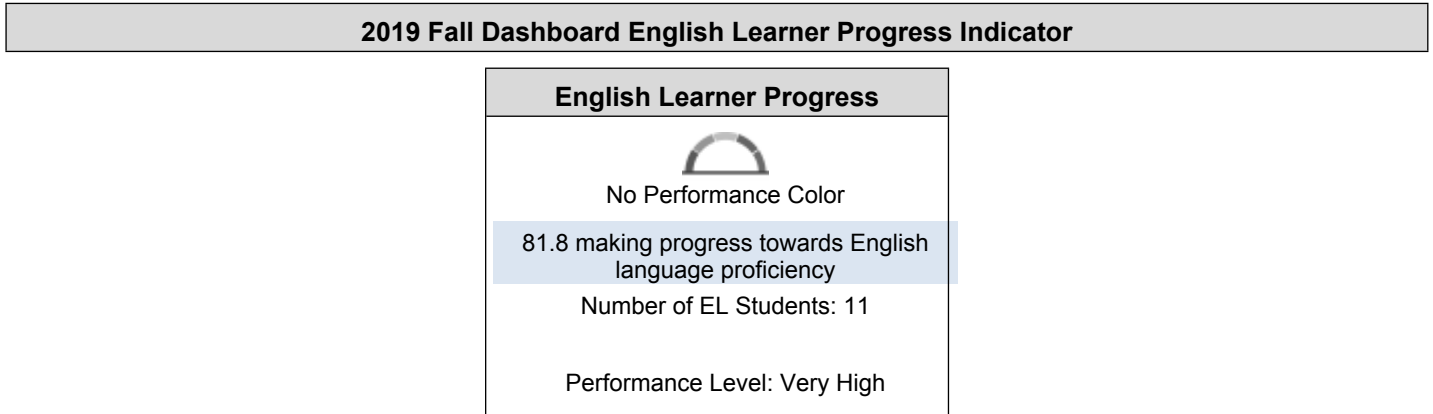 2019 Fall Dashboard English Learner Progress Indicator
English Learner Progress
No Performance Color
81.8 making progress towards English
language proficiency
Number of EL Students: 11
Performance Level: Very High